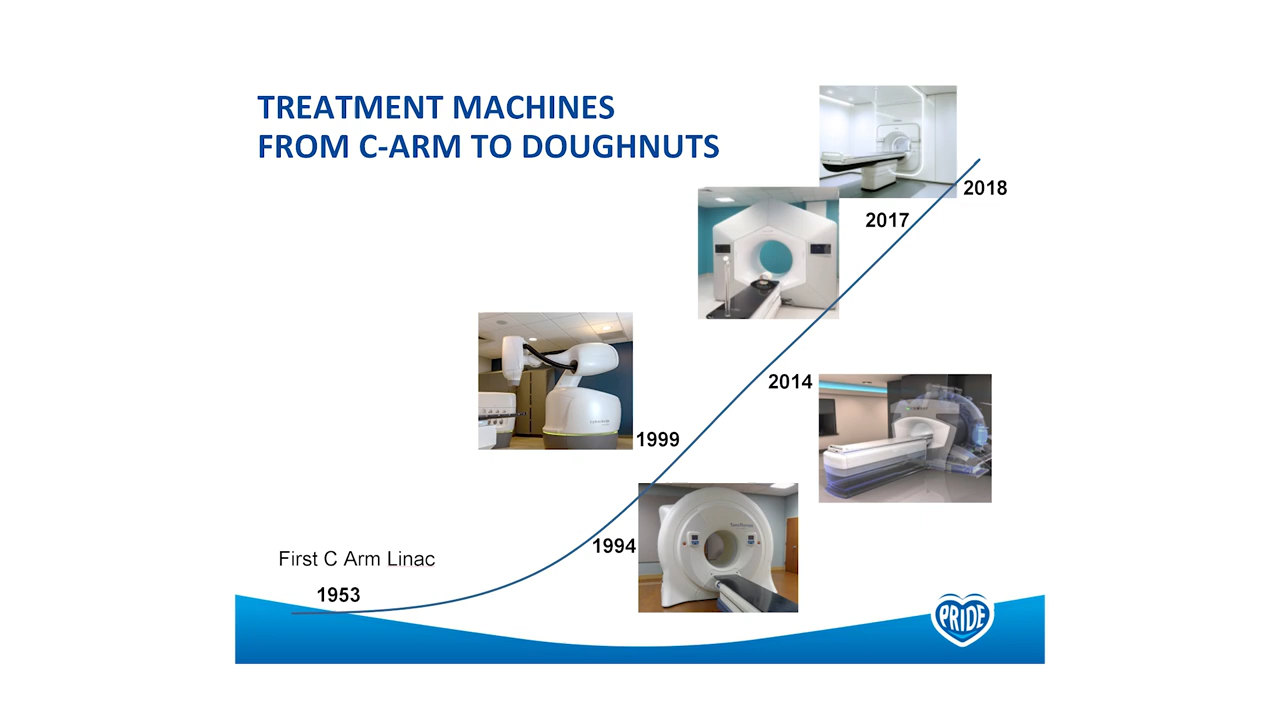 TREATMENT MACHINES
FROM C-ARM TO DOUGHNUTS
2018
2017
2014
1999
1994
First C Arm Linac
1953
PRIDE